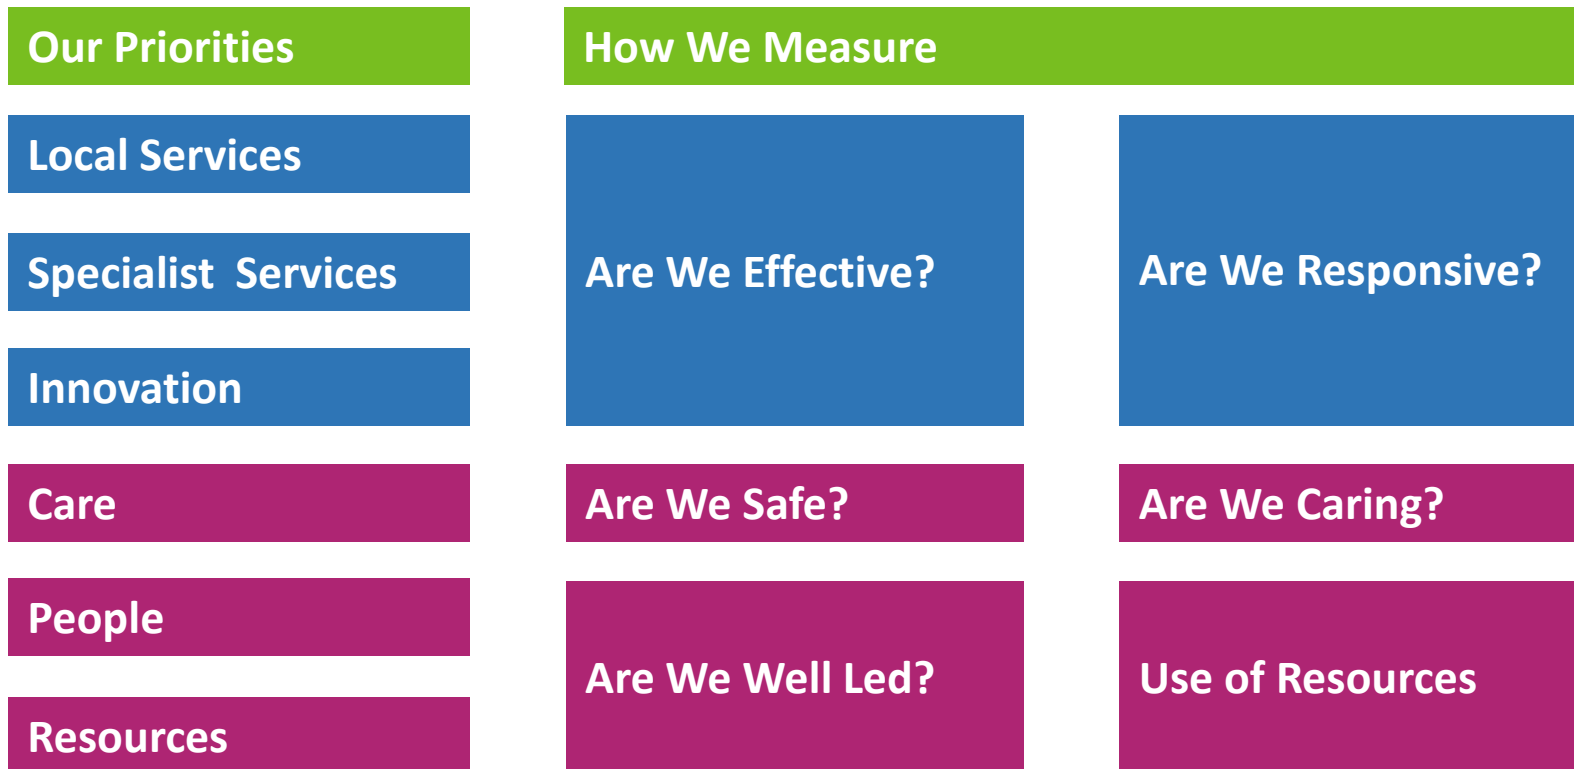 Our Priorities
How We Measure
Local Services
Specialist  Services
Innovation
Are We Effective?
Are We Responsive?
Care
Are We Safe?
Are We Caring?
People
Resources
Are We Well Led?
Use of Resources